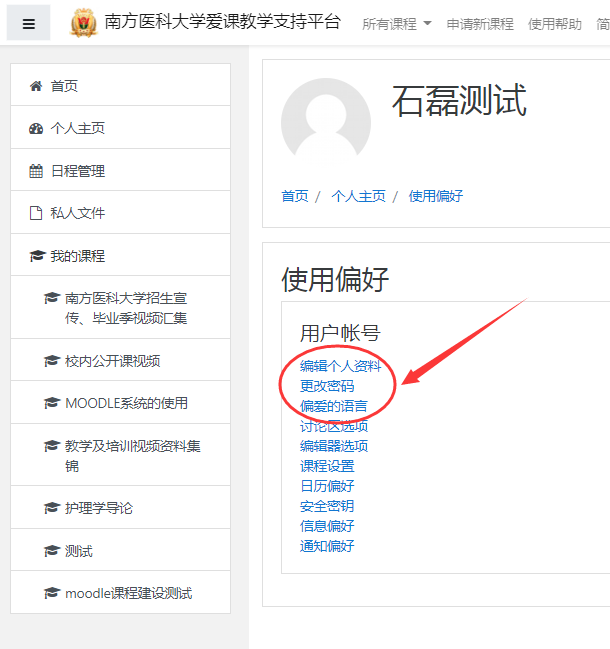 南方医科大学爱课教学支持平台
所有课程 申请新课程 使用帮助
首页
个人主页
日程管理
私人文件
我的课程
南方医科大学招生宣
传、毕业季视频汇集
校内公开课视频
MOODLE系统的使用
教学及培训视频资料集
锦
护理学导论
测试
moodle课程建设测试
石磊测试
首页 / 个人主页 / 使用偏好
使用偏好
用户帐号
编辑个人资料
更改密码
偏爱的语言
讨论区选项
编辑器选项
课程设置
日历偏好
安全密钥
信息偏好
通知偏好